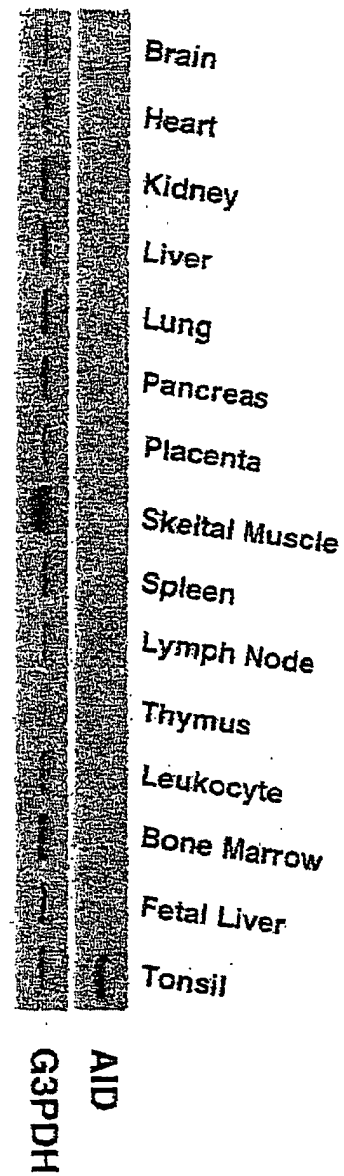 Brain
Heart
Kidney
Liver
Lung
Pancreas
Placenta
Skeltal Muscle
Spleen
Lymph Node
Thymus
Leukocyte
Bone Marrow
Fetal Liver
Tonsil
AID
G3PDH